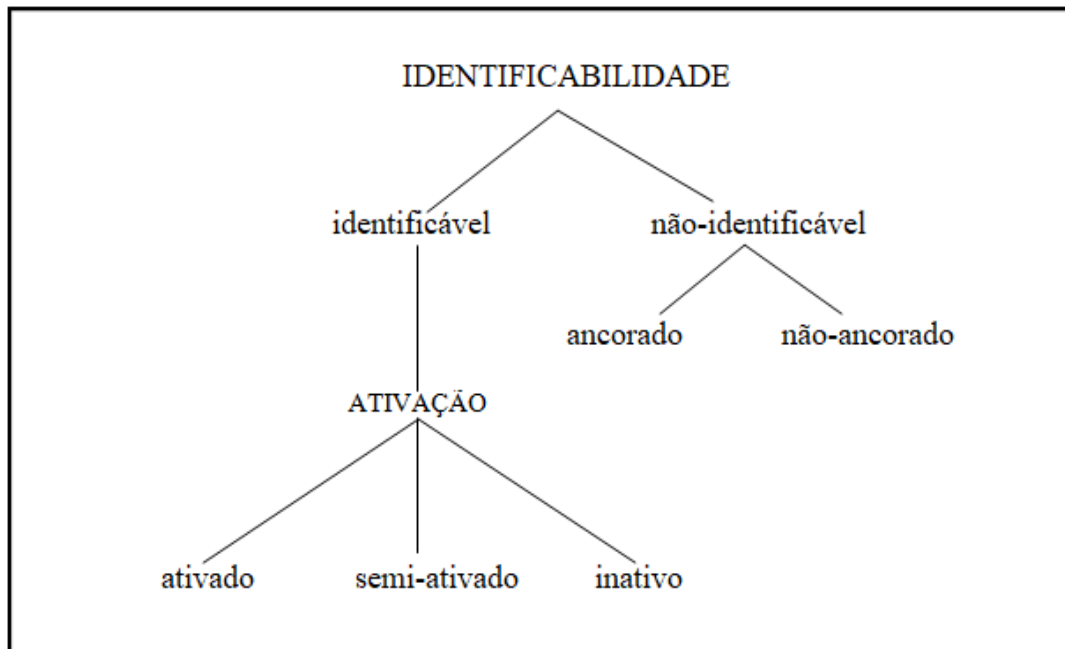 IDENTIFICABILIDADE
identificável não-identificável
ancorado não-ancorado
ATIVAÇÃO
ativado semi-ativado inativo